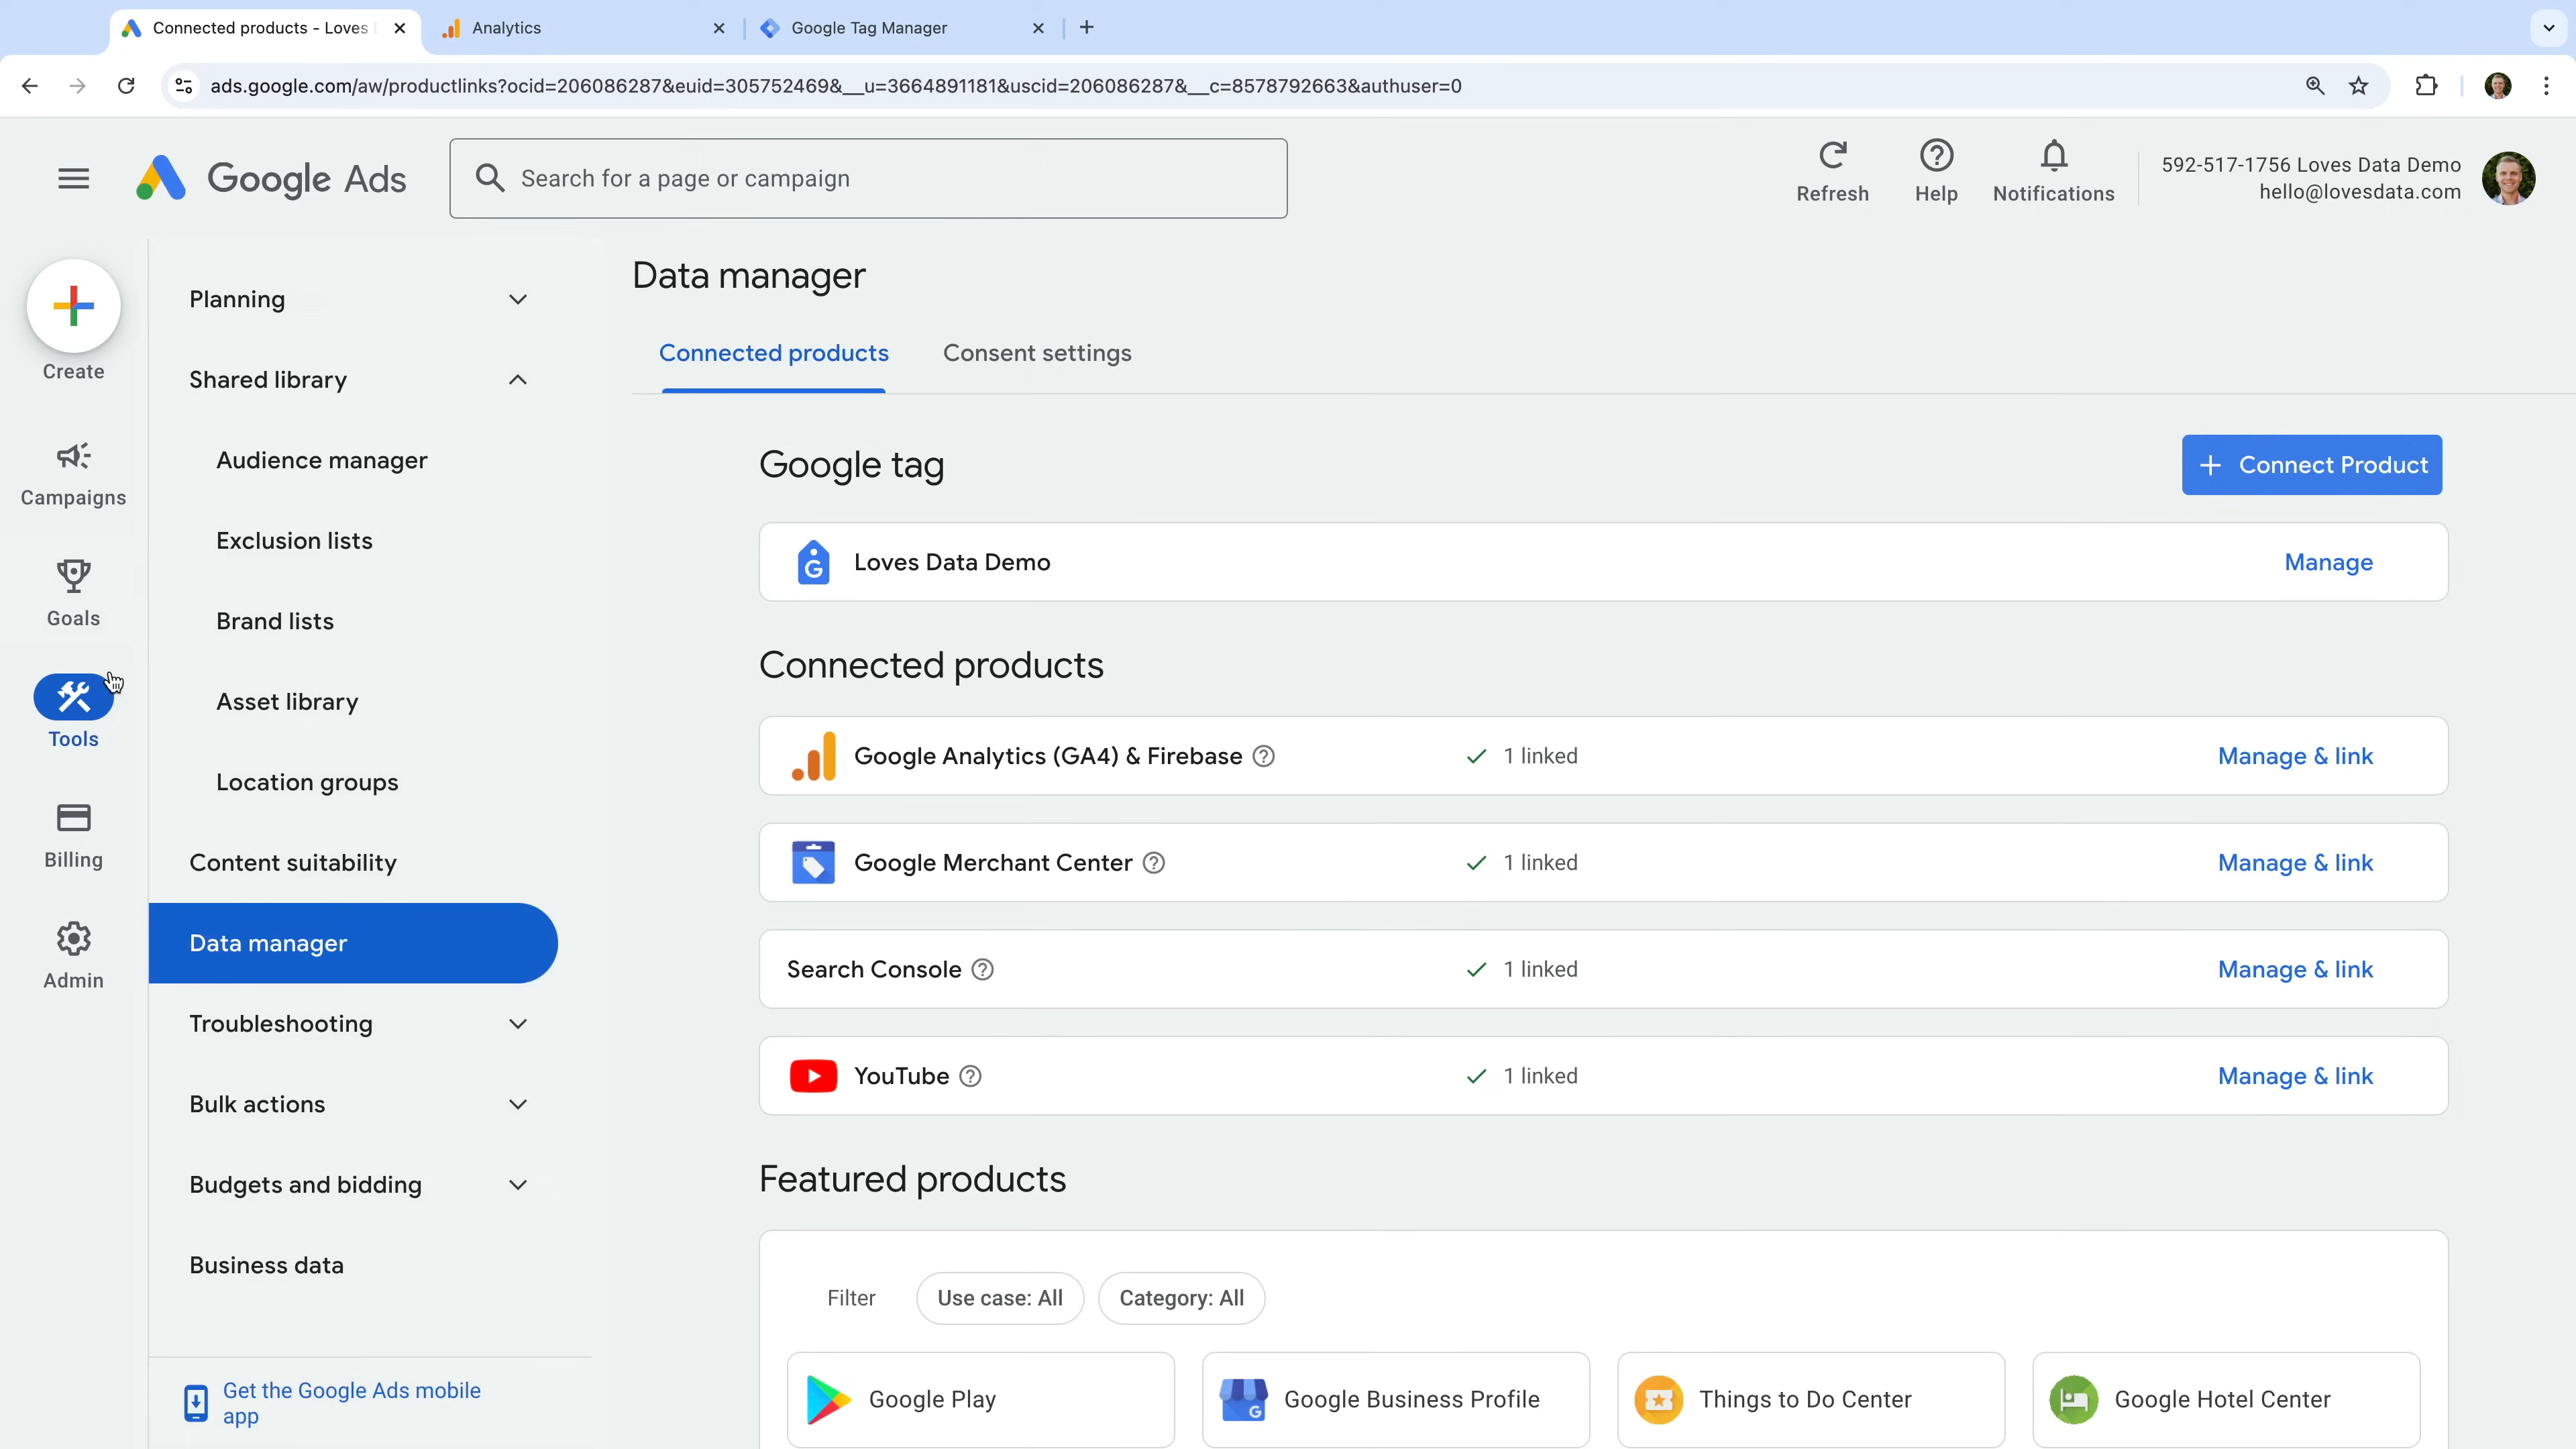 Connected products - Loves
Analytics
Google Tag Manager
ads.google.com/aw/productlinks?ocid=206086287&euid=305752469&__u=3664891181&uscid=206086287&__c=8578792663&authuser=0
Google Ads
Search for a page or campaign
Refresh
Help
Notifications
592-517-1756 Loves Data Demo
hello@lovesdata.com
Create
Campaigns
Goals
Tools
Billing
Admin
Planning
Shared library
Audience manager
Exclusion lists
Brand lists
Asset library
Location groups
Content suitability
Data manager
Troubleshooting
Bulk actions
Budgets and bidding
Business data
Get the Google Ads mobile
app
Data manager
Connected products
Consent settings
Google tag
+ Connect Product
Loves Data Demo
Manage
Connected products
Google Analytics (GA4) & Firebase
1 linked
Manage & link
Google Merchant Center
1 linked
Manage & link
Search Console
1 linked
Manage & link
YouTube
1 linked
Manage & link
Featured products
Filter
Use case: All
Category: All
Google Play
Google Business Profile
Things to Do Center
Google Hotel Center